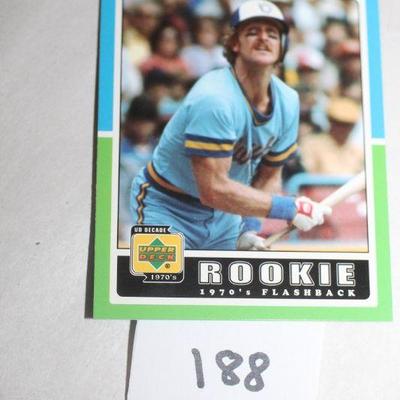 UD DECADE
UPPER
DECK
1970's
ROOKIE
1970's FLASHBACK
188